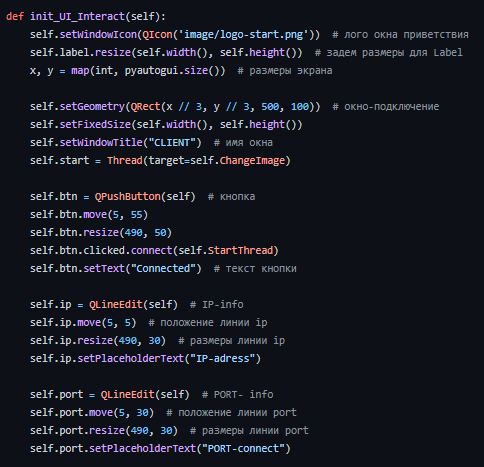 def init_UI_Interact(self):
    self.setWindowIcon(QIcon('image/logo-start.png'))  # лого окна приветствия
    self.label.resize(self.width(), self.height())  # задем размеры для Label
    x, y = map(int, pyautogui.size())  # размеры экрана

    self.setGeometry(QRect(x // 3, y // 3, 500, 100))  # окно-подключение
    self.setFixedSize(self.width(), self.height())
    self.setWindowTitle("CLIENT")  # имя окна
    self.start = Thread(target=self.ChangeImage)

    self.btn = QPushButton(self)  # кнопка
    self.btn.move(5, 55)
    self.btn.resize(490, 50)
    self.btn.clicked.connect(self.StartThread)
    self.btn.setText("Connected")  # текст кнопки

    self.ip = QLineEdit(self)  # IP-info
    self.ip.move(5, 5)  # положение линии ip
    self.ip.resize(490, 30)  # размеры линии ip
    self.ip.setPlaceholderText("IP-adress")

    self.port = QLineEdit(self)  # PORT- info
    self.port.move(5, 30)  # положение линии port
    self.port.resize(490, 30)  # размеры линии port
    self.port.setPlaceholderText("PORT-connect")